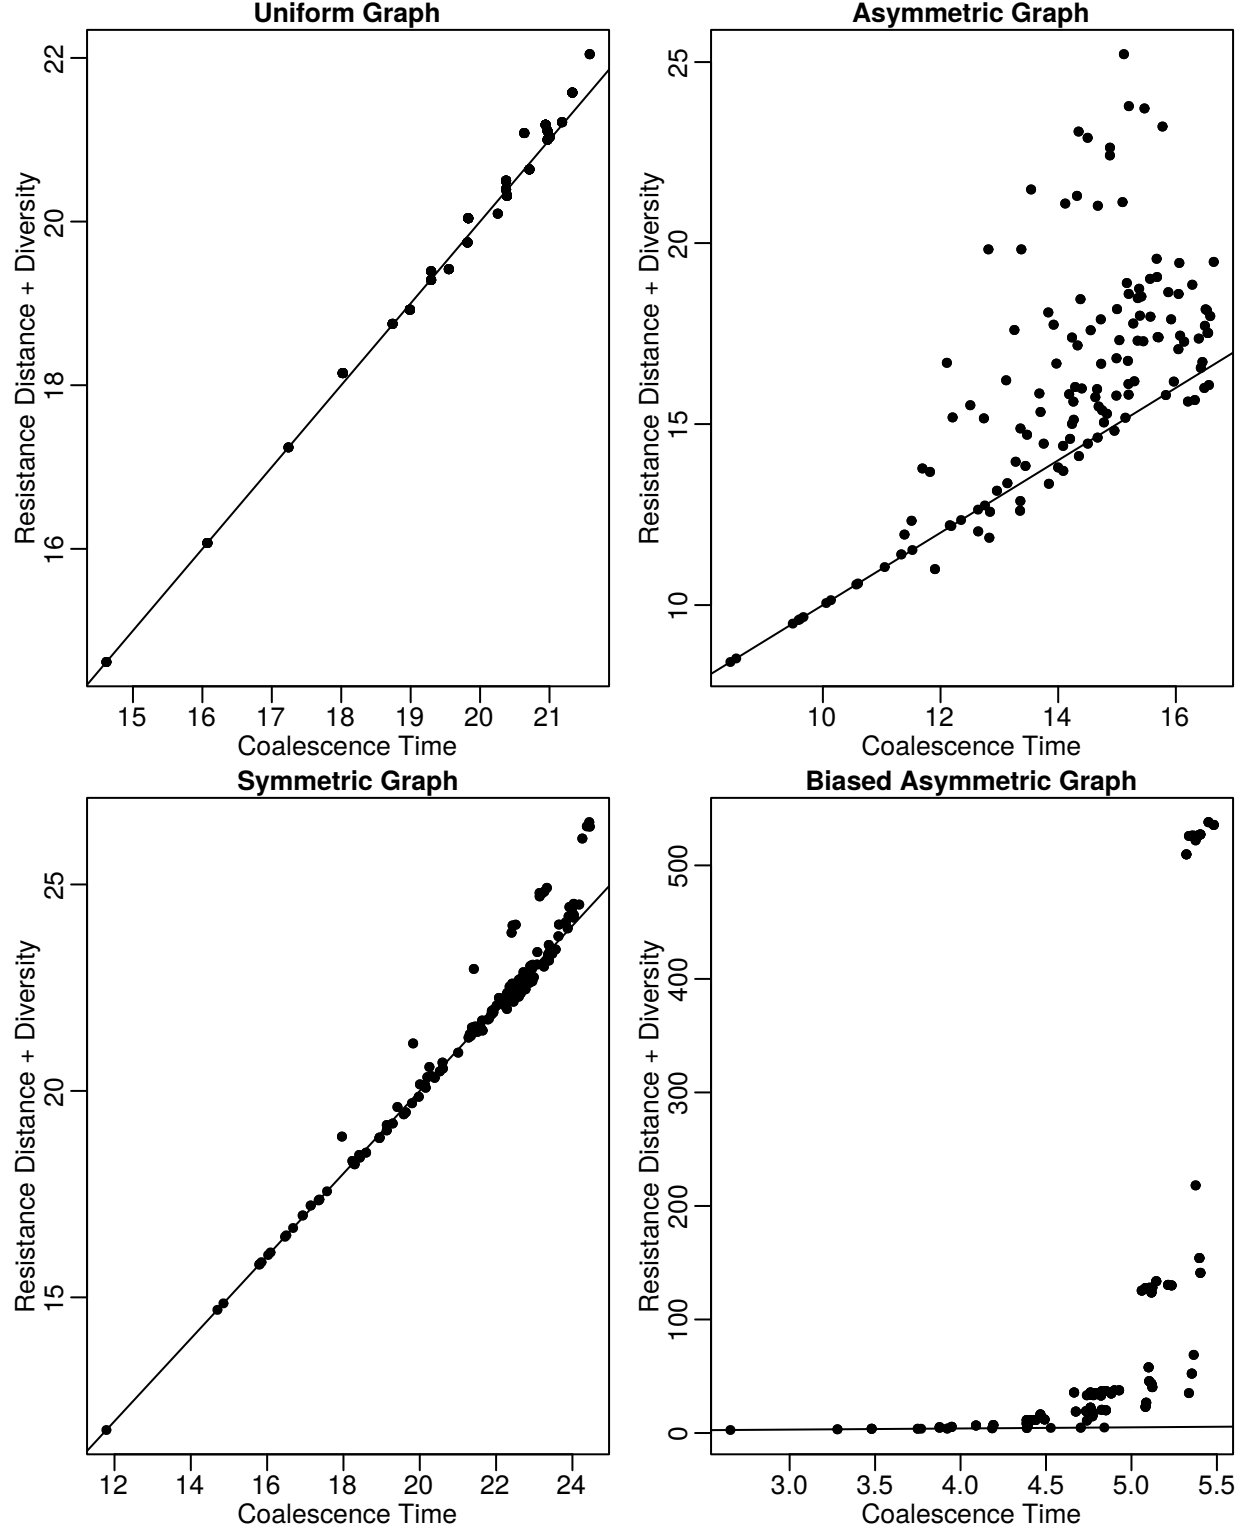 Uniform Graph
Resistance Distance + Diversity
22
20
18
16
15 16 17 18 19 20 21
Coalescence Time
Asymmetric Graph
Resistance Distance + Diversity
25
20
15
10
10 12 14 16
Coalescence Time
Symmetric Graph
Resistance Distance + Diversity
25
20
15
12 14 16 18 20 22 24
Coalescence Time
Biased Asymmetric Graph
Resistance Distance + Diversity
500
400
300
200
100
0
3.0 3.5 4.0 4.5 5.0 5.5
Coalescence Time